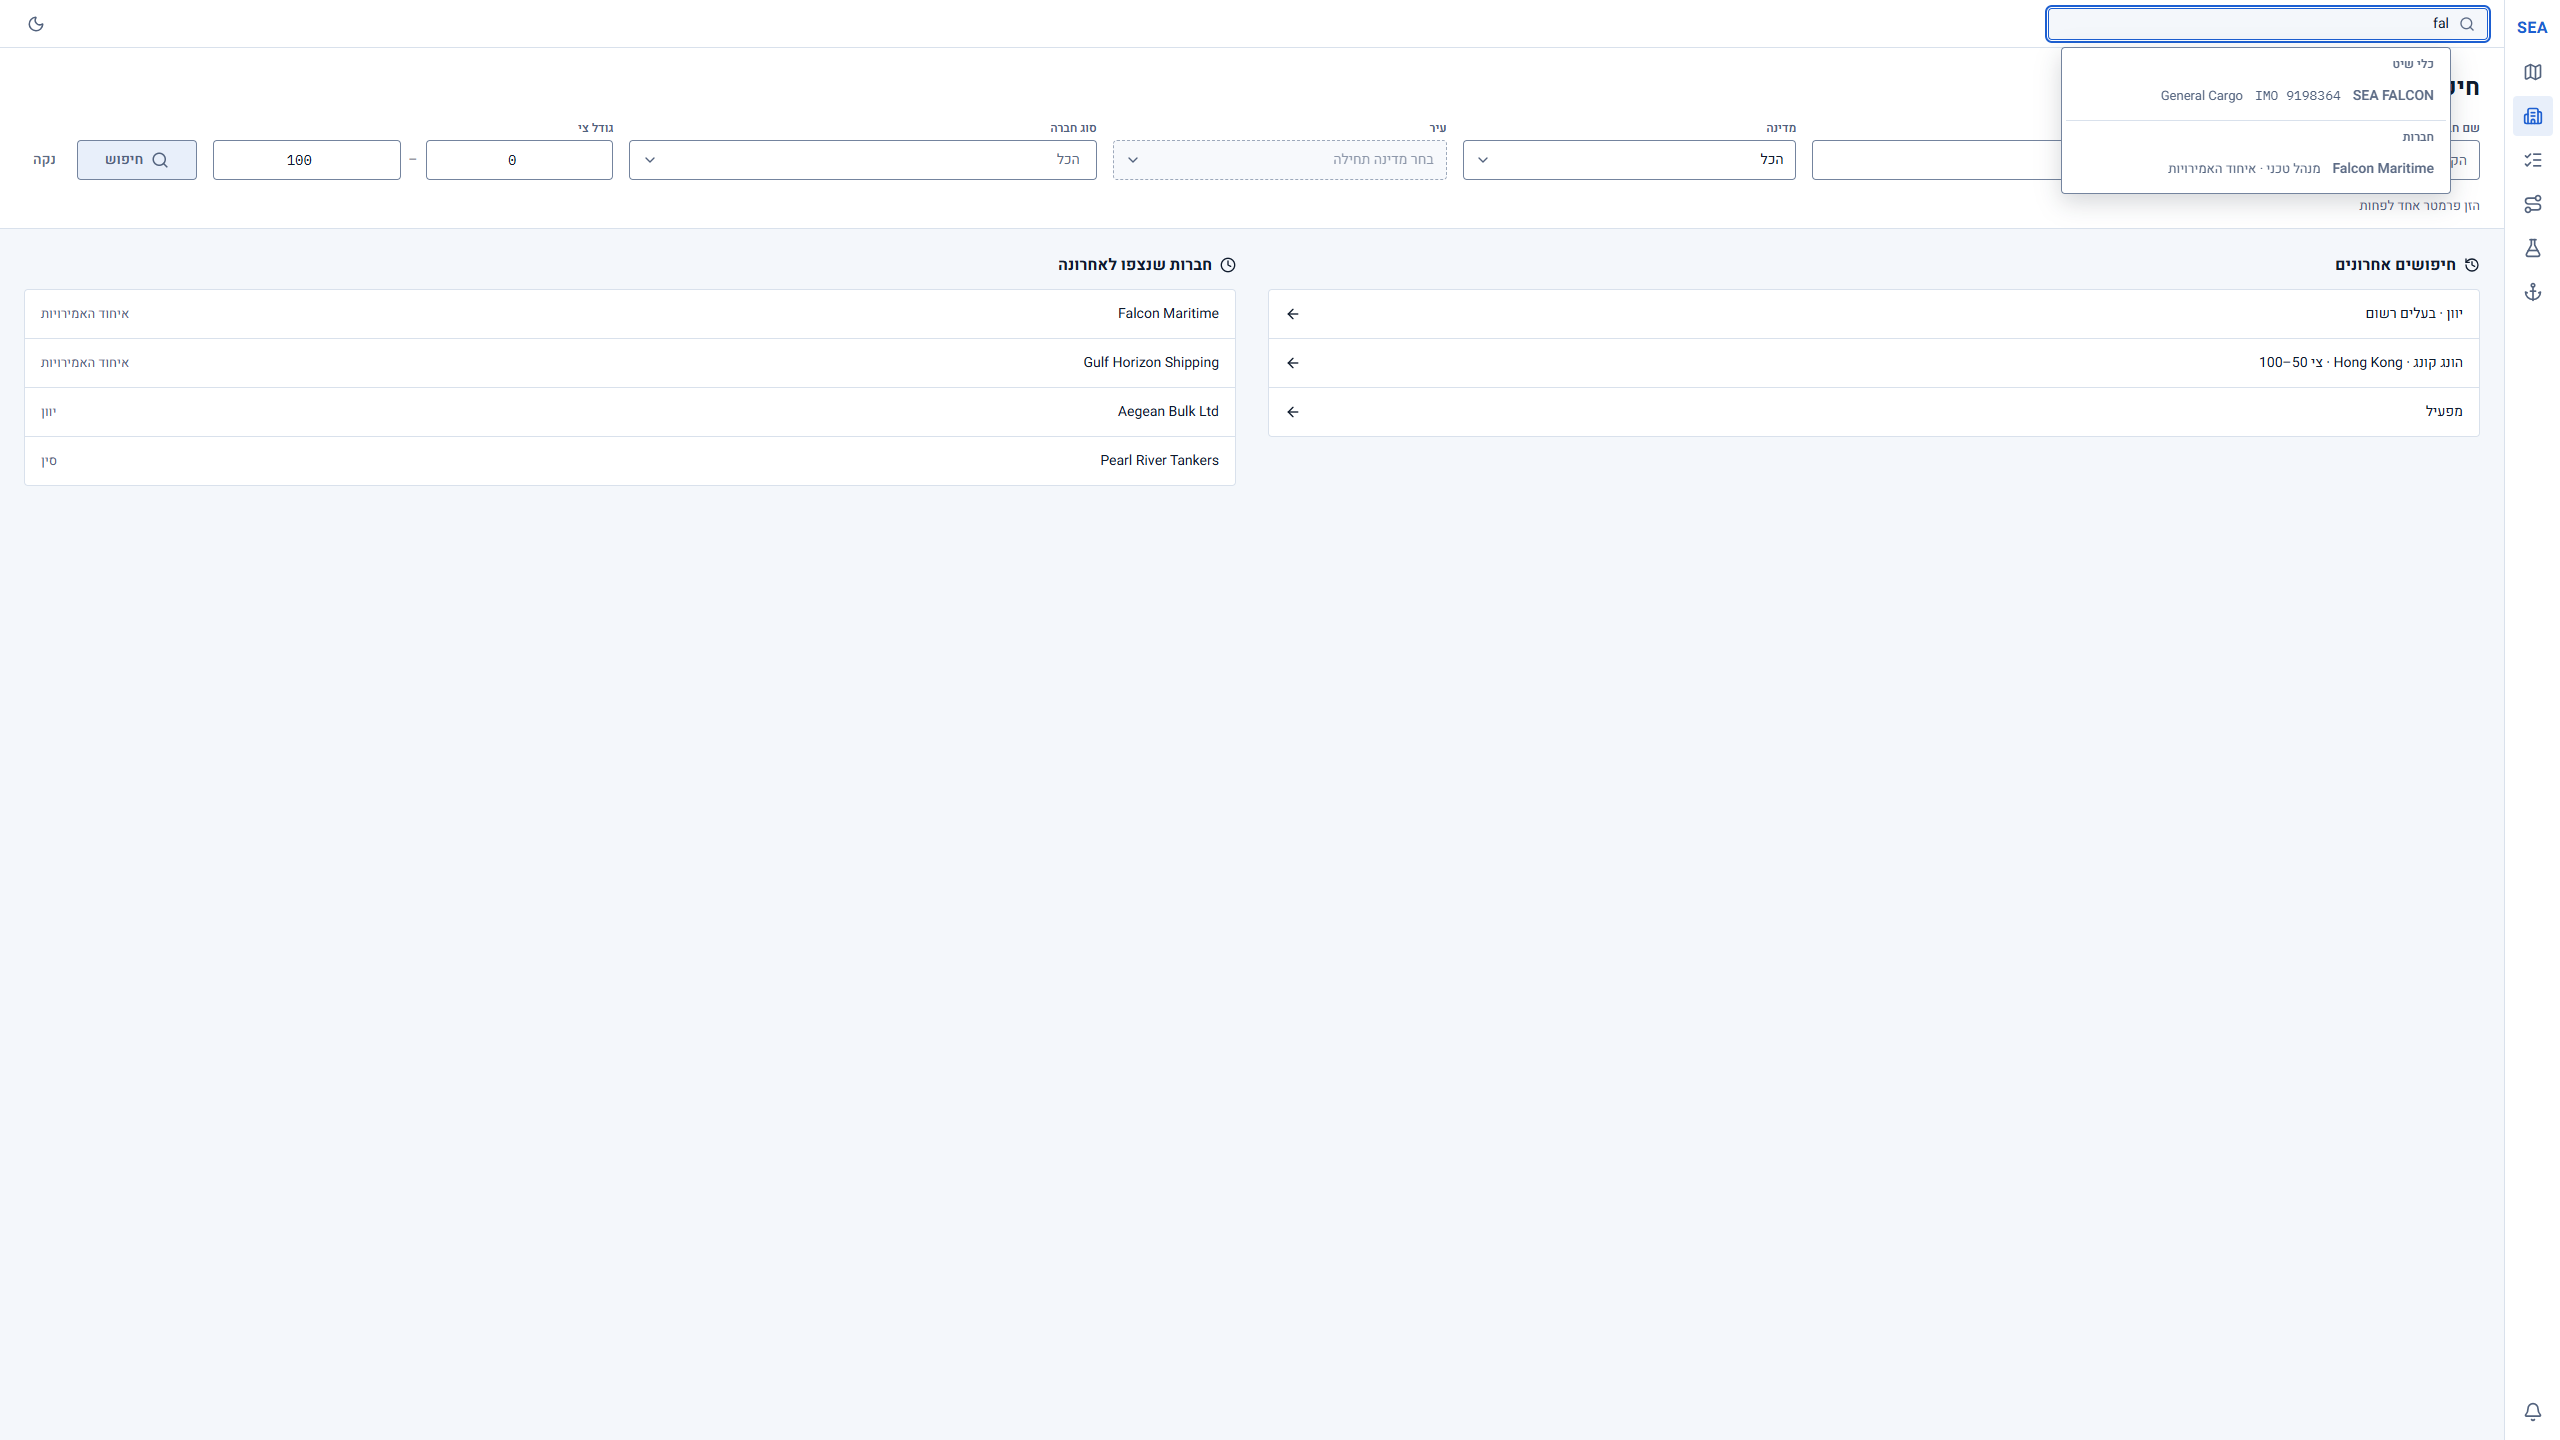 SEA
fal
כלי שיט
SEA FALCON IMO 9198364 General Cargo
חברות
Falcon Maritime מנהל טכני · איחוד האמירויות
שם
מדינה
הכל
עיר
בחר מדינה תחילה
סוג חברה
הכל
גודל צי
0 – 100
חיפוש
נקה
הזן פרמטר אחד לפחות
חיפושים אחרונים
יוון · בעלים רשום
הונג קונג · Hong Kong · צי 50–100
מפעיל
חברות שנצפו לאחרונה
Falcon Maritime איחוד האמירויות
Gulf Horizon Shipping איחוד האמירויות
Aegean Bulk Ltd יוון
Pearl River Tankers סין